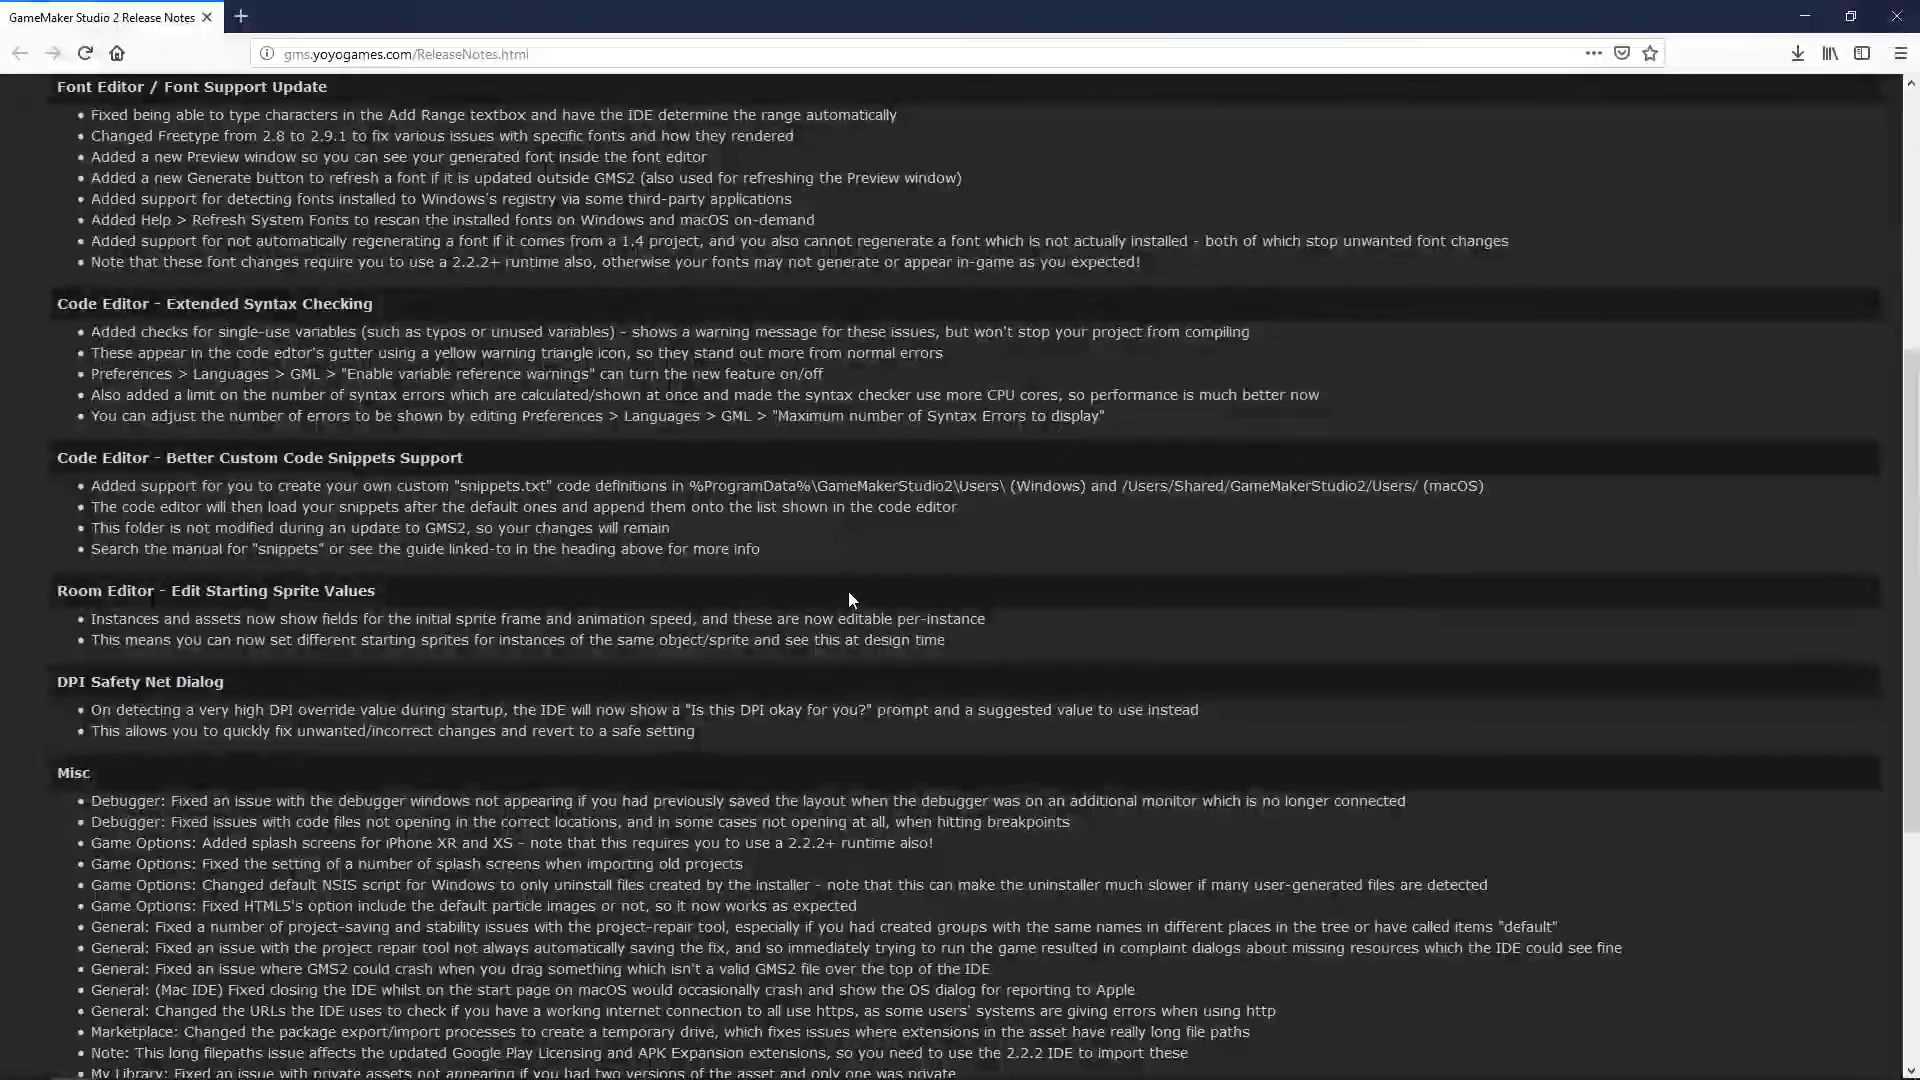 GameMaker Studio 2 Release Notes
gms.yoyogames.com/ReleaseNotes.html
Font Editor / Font Support Update
• Fixed being able to type characters in the Add Range textbox and have the IDE determine the range automatically
• Changed Freetype from 2.8 to 2.9.1 to fix various issues with specific fonts and how they rendered
• Added a new Preview window so you can see your generated font inside the font editor
• Added a new Generate button to refresh a font if it is updated outside GMS2 (also used for refreshing the Preview window)
• Added support for detecting fonts installed to Windows's registry via some third-party applications
• Added Help > Refresh System Fonts to rescan the installed fonts on Windows and macOS on-demand
• Added support for not automatically regenerating a font if it comes from a 1.4 project, and you also cannot regenerate a font which is not actually installed - both of which stop unwanted font changes
• Note that these font changes require you to use a 2.2.2+ runtime also, otherwise your fonts may not generate or appear in-game as you expected!
Code Editor - Extended Syntax Checking
• Added checks for single-use variables (such as typos or unused variables) - shows a warning message for these issues, but won't stop your project from compiling
• These appear in the code edtor's gutter using a yellow warning triangle icon, so they stand out more from normal errors
• Preferences > Languages > GML > "Enable variable reference warnings" can turn the new feature on/off
• Also added a limit on the number of syntax errors which are calculated/shown at once and made the syntax checker use more CPU cores, so performance is much better now
• You can adjust the number of errors to be shown by editing Preferences > Languages > GML > "Maximum number of Syntax Errors to display"
Code Editor - Better Custom Code Snippets Support
• Added support for you to create your own custom "snippets.txt" code definitions in %ProgramData%\GameMakerStudio2\Users\ (Windows) and /Users/Shared/GameMakerStudio2/Users/ (macOS)
• The code editor will then load your snippets after the default ones and append them onto the list shown in the code editor
• This folder is not modified during an update to GMS2, so your changes will remain
• Search the manual for "snippets" or see the guide linked-to in the heading above for more info
Room Editor - Edit Starting Sprite Values
• Instances and assets now show fields for the initial sprite frame and animation speed, and these are now editable per-instance
• This means you can now set different starting sprites for instances of the same object/sprite and see this at design time
DPI Safety Net Dialog
• On detecting a very high DPI override value during startup, the IDE will now show a "Is this DPI okay for you?" prompt and a suggested value to use instead
• This allows you to quickly fix unwanted/incorrect changes and revert to a safe setting
Misc
• Debugger: Fixed an issue with the debugger windows not appearing if you had previously saved the layout when the debugger was on an additional monitor which is no longer connected
• Debugger: Fixed issues with code files not opening in the correct locations, and in some cases not opening at all, when hitting breakpoints
• Game Options: Added splash screens for iPhone XR and XS - note that this requires you to use a 2.2.2+ runtime also!
• Game Options: Fixed the setting of a number of splash screens when importing old projects
• Game Options: Changed default NSIS script for Windows to only uninstall files created by the installer - note that this can make the uninstaller much slower if many user-generated files are detected
• Game Options: Fixed HTML5's option include the default particle images or not, so it now works as expected
• General: Fixed a number of project-saving and stability issues with the project-repair tool, especially if you had created groups with the same names in different places in the tree or have called items "default"
• General: Fixed an issue with the project repair tool not always automatically saving the fix, and so immediately trying to run the game resulted in complaint dialogs about missing resources which the IDE could see fine
• General: Fixed an issue where GMS2 could crash when you drag something which isn't a valid GMS2 file over the top of the IDE
• General: (Mac IDE) Fixed closing the IDE whilst on the start page on macOS would occasionally crash and show the OS dialog for reporting to Apple
• General: Changed the URLs the IDE uses to check if you have a working internet connection to all use https, as some users' systems are giving errors when using http
• Marketplace: Changed the package export/import processes to create a temporary drive, which fixes issues where extensions in the asset have really long file paths
• Note: This long filepaths issue affects the updated Google Play Licensing and APK Expansion extensions, so you need to use the 2.2.2 IDE to import these
• My Library: Fixed an issue with private assets not appearing if you had two versions of the asset and only one was private